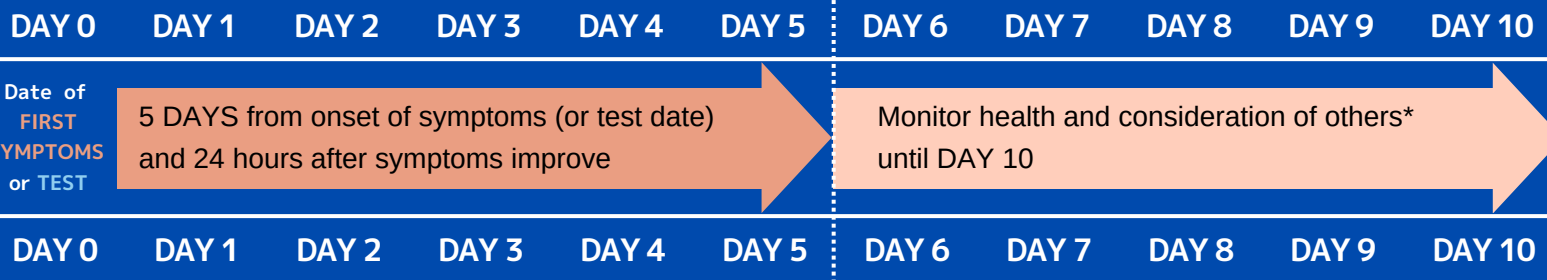 DAY 0 DAY 1 DAY 2 DAY 3 DAY 4 DAY 5 DAY 6 DAY 7 DAY 8 DAY 9 DAY 10
Date of
FIRST
YMPTOMS
or TEST
5 DAYS from onset of symptoms (or test date)
and 24 hours after symptoms improve
Monitor health and consideration of others*
until DAY 10
DAY 0 DAY 1 DAY 2 DAY 3 DAY 4 DAY 5 DAY 6 DAY 7 DAY 8 DAY 9 DAY 10